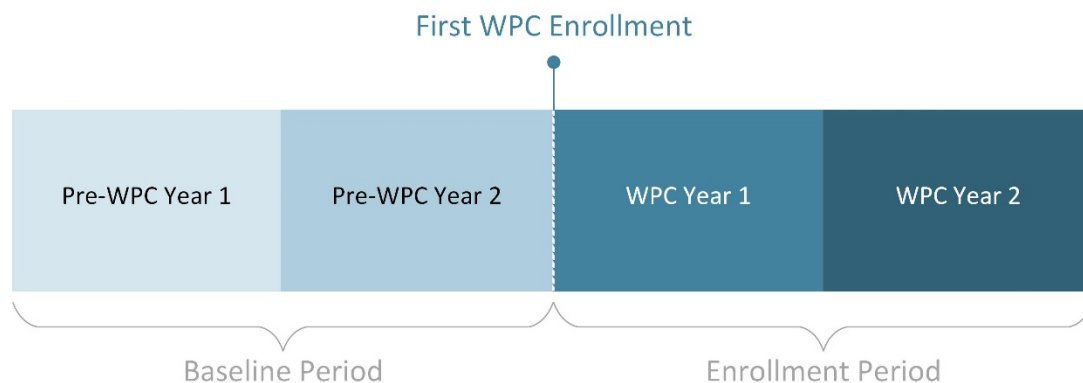 First WPC Enrollment
Pre-WPC Year 1
Pre-WPC Year 2
WPC Year 1
WPC Year 2
Baseline Period
Enrollment Period